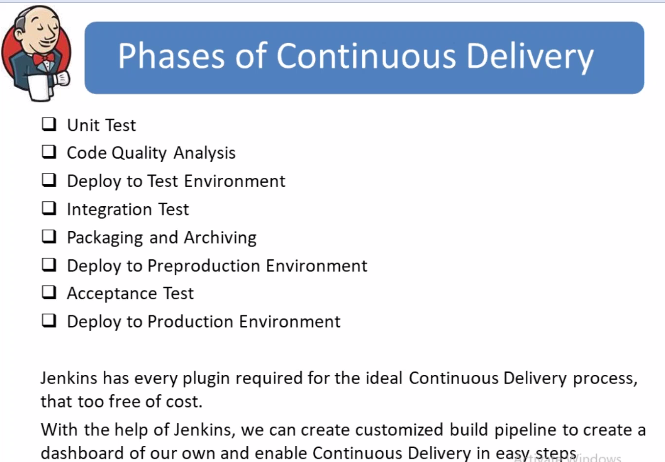 Phases of Continuous Delivery
Unit Test
Code Quality Analysis
Deploy to Test Environment
Integration Test
Packaging and Archiving
Deploy to Preproduction Environment
Acceptance Test
Deploy to Production Environment
Jenkins has every plugin required for the ideal Continuous Delivery process,
that too free of cost.
With the help of Jenkins, we can create customized build pipeline to create a
dashboard of our own and enable Continuous Delivery in easy steps
Windows